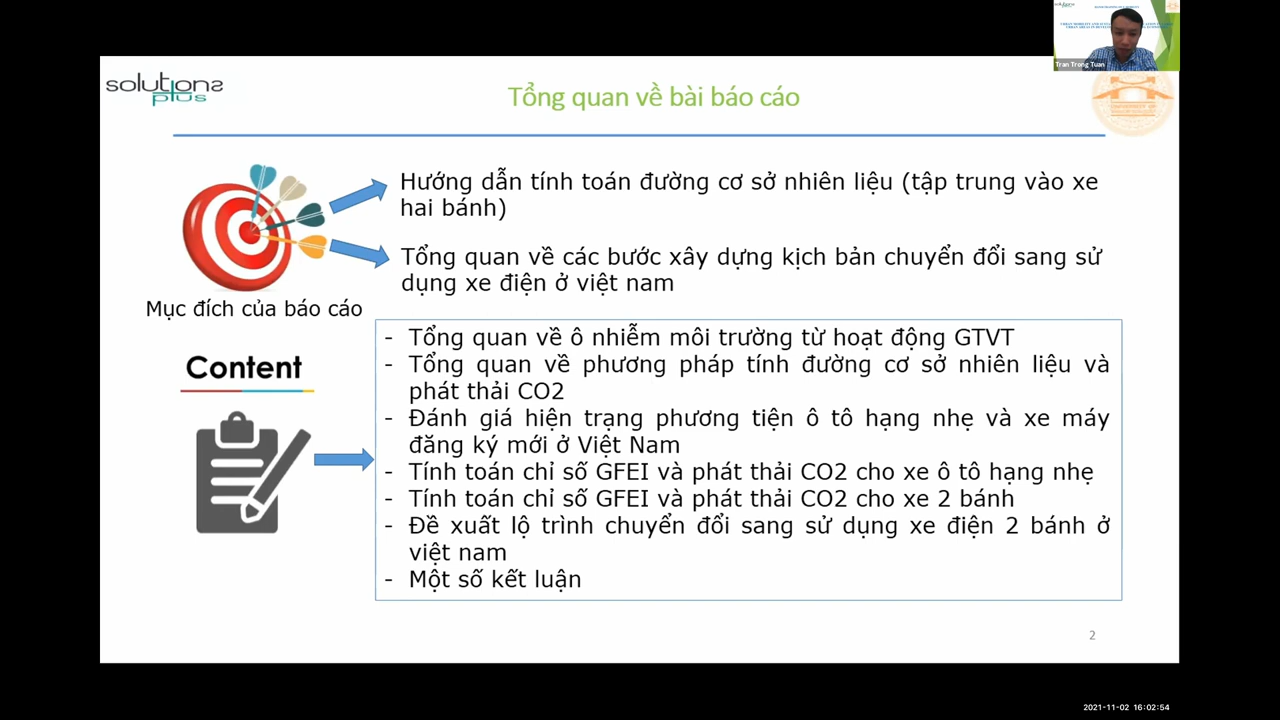 solutions
plus
Tổng quan về bài báo cáo
Tran Trong Tuan
Hướng dẫn tính toán đường cơ sở nhiên liệu (tập trung vào xe
hai bánh)
Tổng quan về các bước xây dựng kịch bản chuyển đổi sang sử
dụng xe điện ở việt nam
Mục đích của báo cáo
Content
- Tổng quan về ô nhiễm môi trường từ hoạt động GTVT
- Tổng quan về phương pháp tính đường cơ sở nhiên liệu và
phát thải CO2
- Đánh giá hiện trạng phương tiện ô tô hạng nhẹ và xe máy
đăng ký mới ở Việt Nam
- Tính toán chỉ số GFEI và phát thải CO2 cho xe ô tô hạng nhẹ
- Tính toán chỉ số GFEI và phát thải CO2 cho xe 2 bánh
- Đề xuất lộ trình chuyển đổi sang sử dụng xe điện 2 bánh ở
việt nam
- Một số kết luận
2
2021-11-02 16:02:54